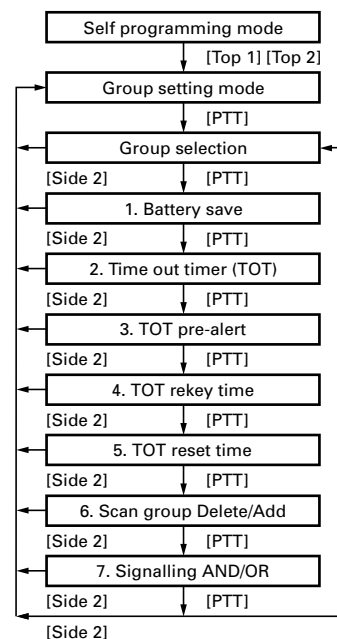 Self programming mode
[Top 1] [Top 2]
Group setting mode
[PTT]
Group selection
[Side 2] [PTT]
1. Battery save
[Side 2] [PTT]
2. Time out timer (TOT)
[Side 2] [PTT]
3. TOT pre-alert
[Side 2] [PTT]
4. TOT rekey time
[Side 2] [PTT]
5. TOT reset time
[Side 2] [PTT]
6. Scan group Delete/Add
[Side 2] [PTT]
7. Signalling AND/OR
[Side 2] [PTT]
[Side 2]